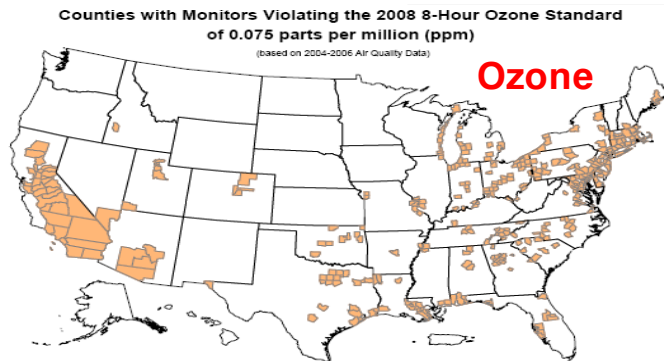 Counties with Monitors Violating the 2008 8-Hour Ozone Standard
of 0.075 parts per million (ppm)
(based on 2004-2006 Air Quality Data)
Ozone